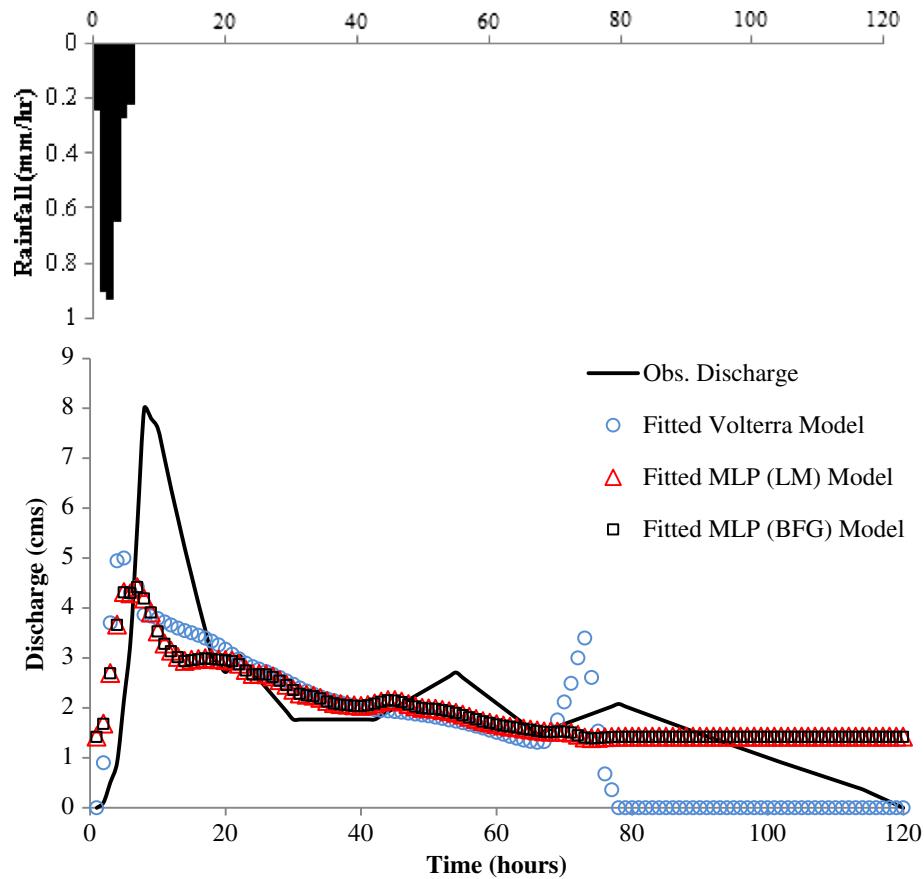 0 20 40 60 80 100 120
Rainfall(mm/hr)
0
0.2
0.4
0.6
0.8
1
Discharge (cms)
9
8
7
6
5
4
3
2
1
0
Obs. Discharge
Fitted Volterra Model
Fitted MLP (LM) Model
Fitted MLP (BFG) Model
0 20 40 60 80 100 120
Time (hours)